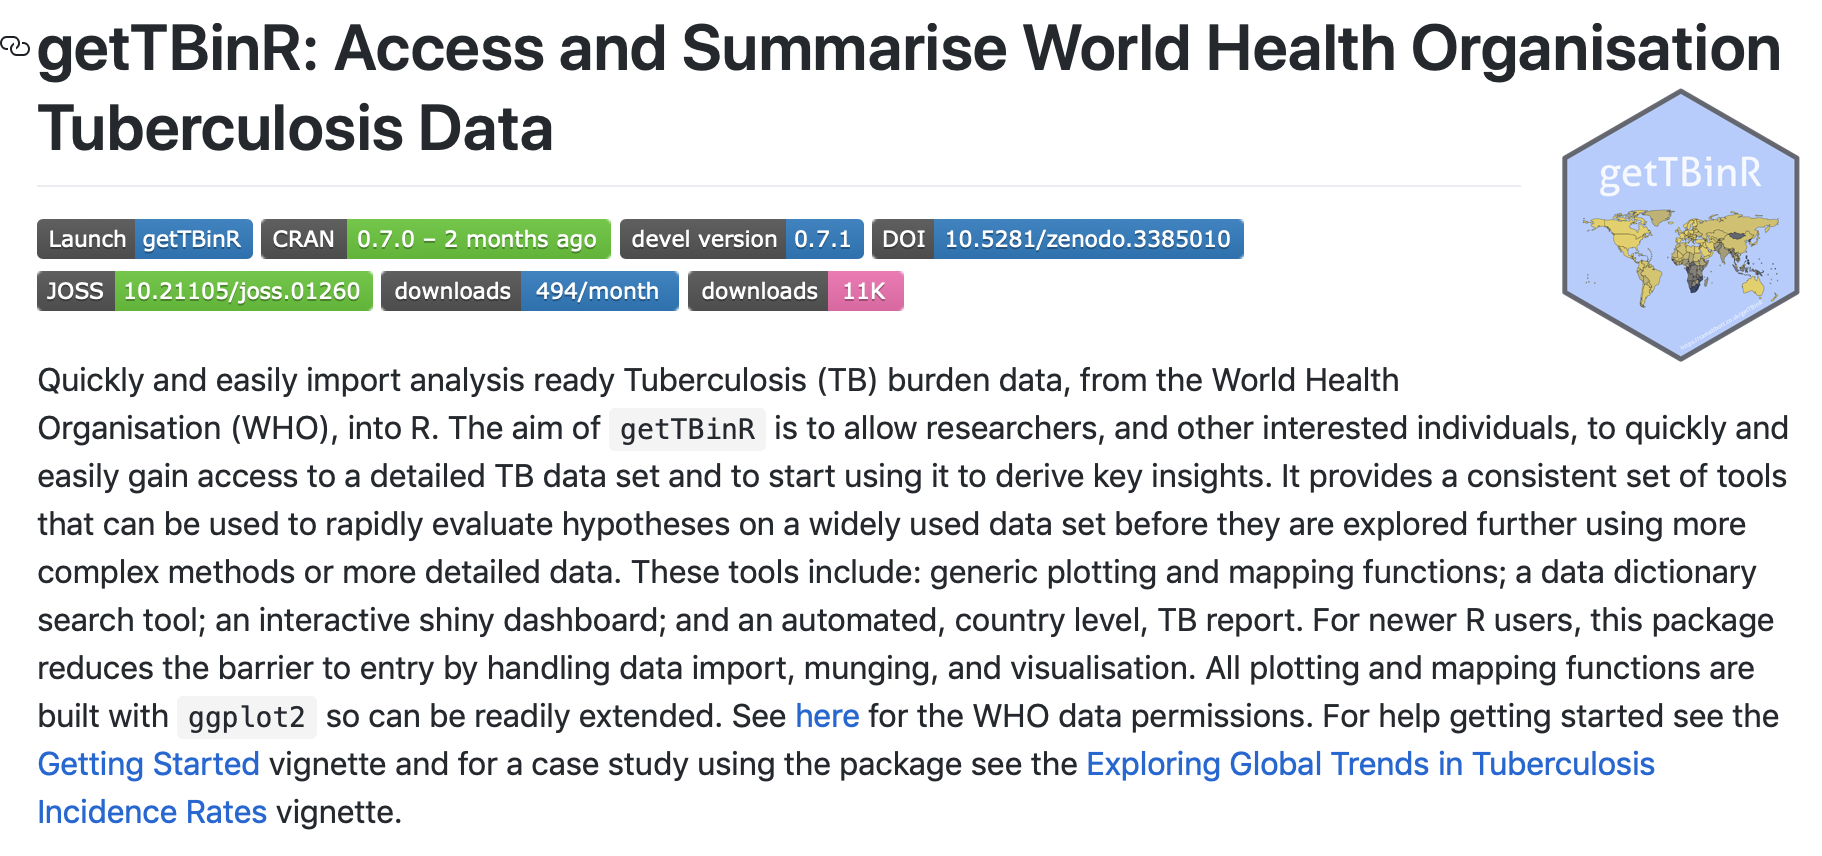 getTBinR: Access and Summarise World Health Organisation
Tuberculosis Data
getTBinR
Launch getTBinR CRAN 0.7.0 – 2 months ago devel version 0.7.1 DOI 10.5281/zenodo.3385010
JOSS 10.21105/joss.01260 downloads 494/month downloads 11K
Quickly and easily import analysis ready Tuberculosis (TB) burden data, from the World Health
Organisation (WHO), into R. The aim of getTBinR is to allow researchers, and other interested individuals, to quickly and
easily gain access to a detailed TB data set and to start using it to derive key insights. It provides a consistent set of tools
that can be used to rapidly evaluate hypotheses on a widely used data set before they are explored further using more
complex methods or more detailed data. These tools include: generic plotting and mapping functions; a data dictionary
search tool; an interactive shiny dashboard; and an automated, country level, TB report. For newer R users, this package
reduces the barrier to entry by handling data import, munging, and visualisation. All plotting and mapping functions are
built with ggplot2 so can be readily extended. See here for the WHO data permissions. For help getting started see the
Getting Started vignette and for a case study using the package see the Exploring Global Trends in Tuberculosis
Incidence Rates vignette.